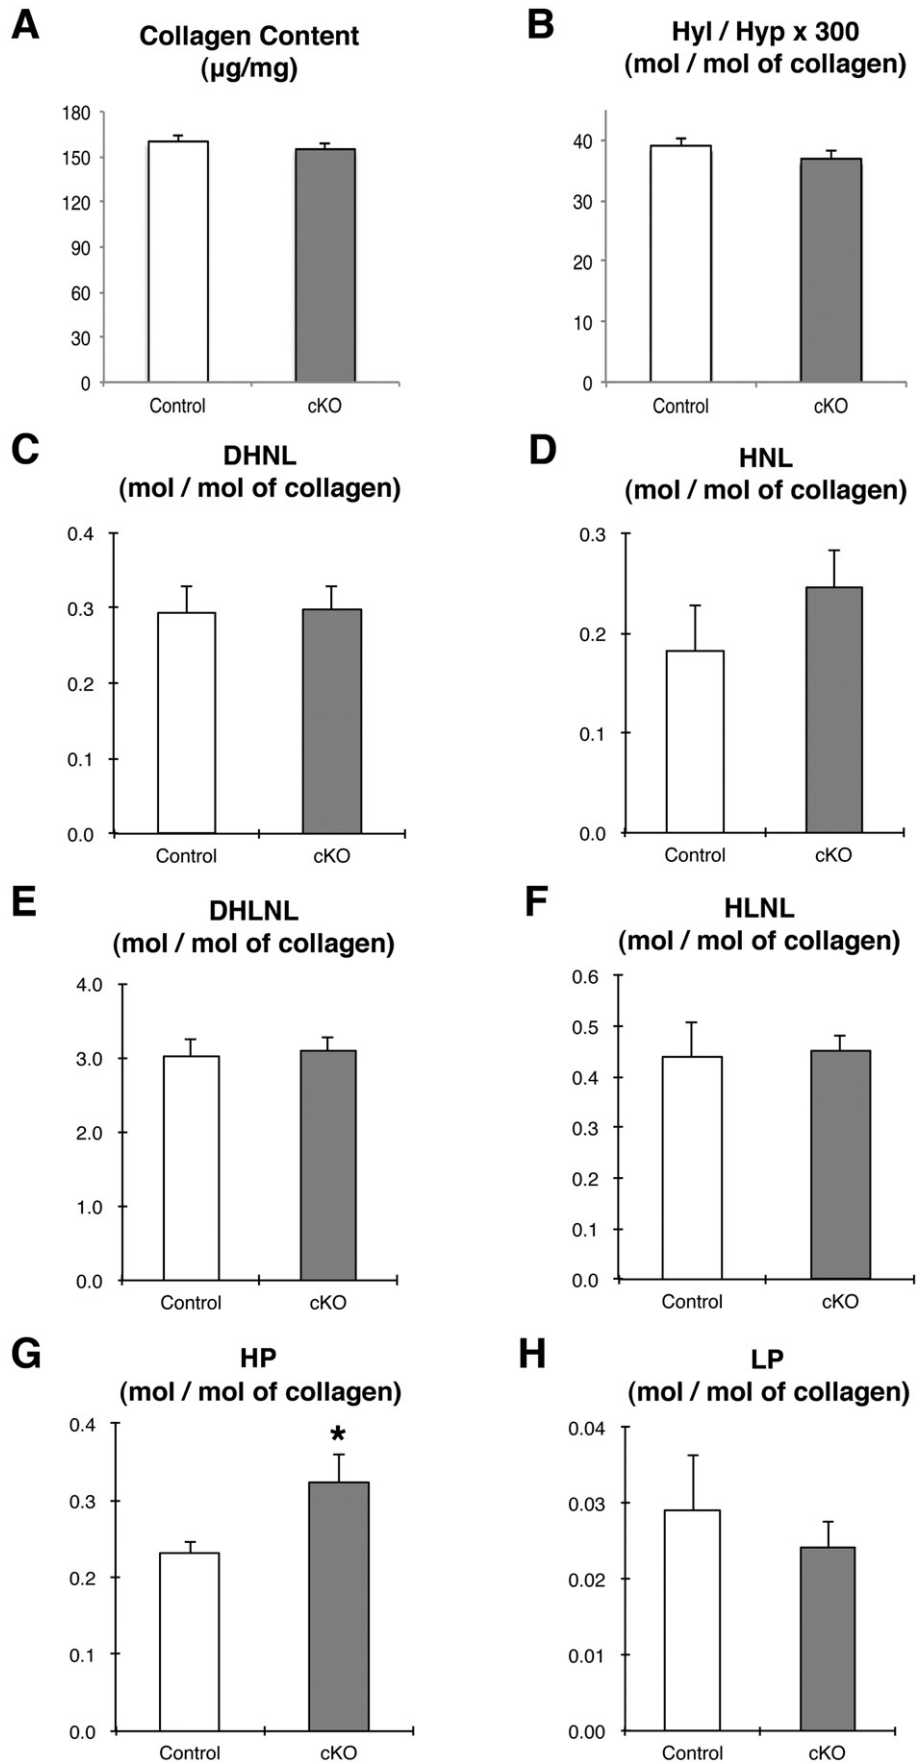 A
Collagen Content
(µg/mg)
180
150
120
90
60
30
0
Control cKO
B
Hyl / Hyp x 300
(mol / mol of collagen)
40
30
20
10
0
Control cKO
C
DHNL
(mol / mol of collagen)
0.4
0.3
0.2
0.1
0.0
Control cKO
D
HNL
(mol / mol of collagen)
0.3
0.2
0.1
0.0
Control cKO
E
DHLNL
(mol / mol of collagen)
4.0
3.0
2.0
1.0
0.0
Control cKO
F
HLNL
(mol / mol of collagen)
0.6
0.5
0.4
0.3
0.2
0.1
0.0
Control cKO
G
HP
(mol / mol of collagen)
0.4
*
0.3
0.2
0.1
0.0
Control cKO
H
LP
(mol / mol of collagen)
0.04
0.03
0.02
0.01
0.00
Control cKO